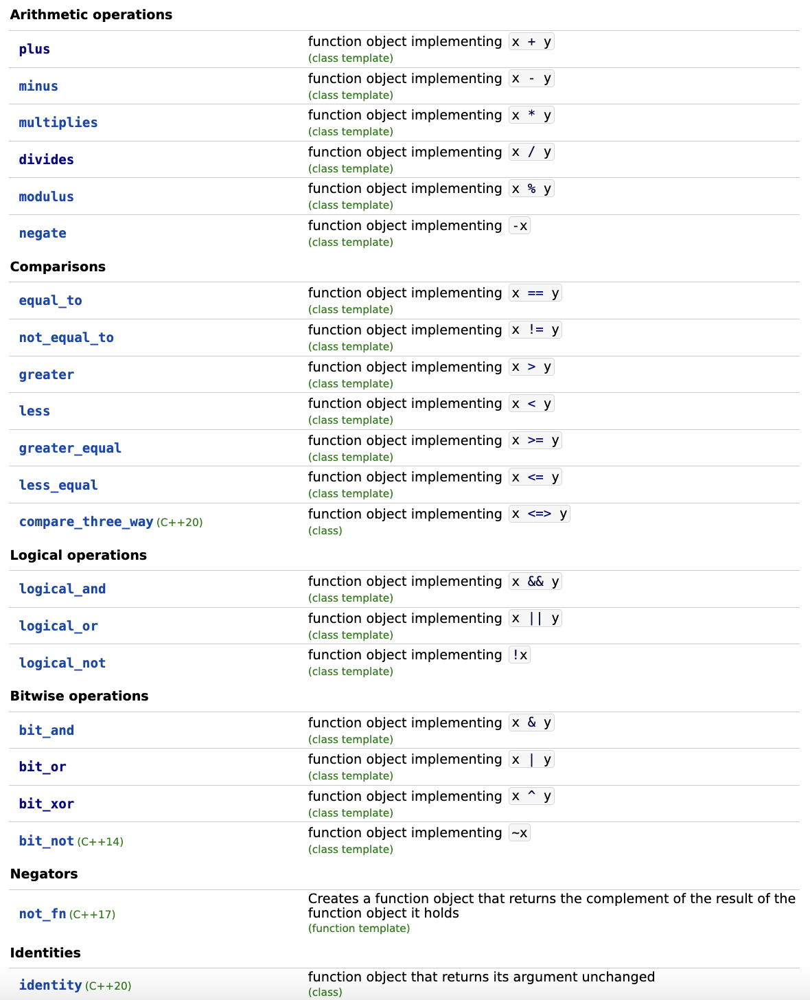 Arithmetic operations
plus
function object implementing x + y
(class template)
minus
function object implementing x - y
(class template)
multiplies
function object implementing x * y
(class template)
divides
function object implementing x / y
(class template)
modulus
function object implementing x % y
(class template)
negate
function object implementing -x
(class template)
Comparisons
equal_to
function object implementing x == y
(class template)
not_equal_to
function object implementing x != y
(class template)
greater
function object implementing x > y
(class template)
less
function object implementing x < y
(class template)
greater_equal
function object implementing x >= y
(class template)
less_equal
function object implementing x <= y
(class template)
compare_three_way (C++20)
function object implementing x <=> y
(class)
Logical operations
logical_and
function object implementing x && y
(class template)
logical_or
function object implementing x || y
(class template)
logical_not
function object implementing !x
(class template)
Bitwise operations
bit_and
function object implementing x & y
(class template)
bit_or
function object implementing x | y
(class template)
bit_xor
function object implementing x ^ y
(class template)
bit_not (C++14)
function object implementing ~x
(class template)
Negators
not_fn (C++17)
Creates a function object that returns the complement of the result of the
function object it holds
(function template)
Identities
identity (C++20)
function object that returns its argument unchanged
(class)